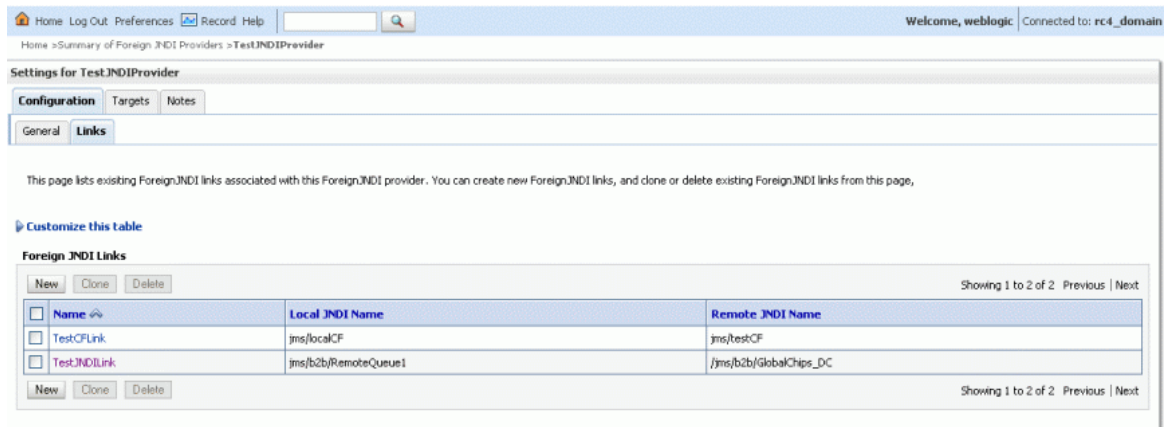 Home Log Out Preferences Record Help Welcome, weblogic Connected to: rc4_domain
Home >Summary of Foreign JNDI Providers >TestJNDIProvider
Settings for TestJNDIProvider
Configuration Targets Notes
General Links
This page lists exisiting ForeignJNDI links associated with this ForeignJNDI provider. You can create new ForeignJNDI links, and clone or delete existing ForeignJNDI links from this page,
Customize this table
Foreign JNDI Links
New Clone Delete Showing 1 to 2 of 2 Previous | Next
Name Local JNDI Name Remote JNDI Name
TestCFLink jms/localCF jms/testCF
TestJNDILink jms/b2b/RemoteQueue1 /jms/b2b/GlobalChips_DC
New Clone Delete Showing 1 to 2 of 2 Previous | Next